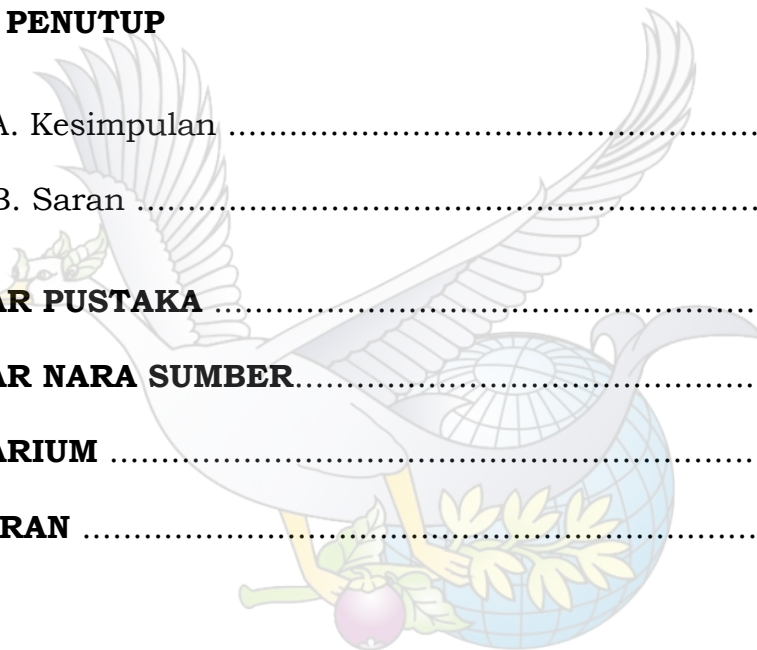 PENUTUP
A. Kesimpulan ................................................................
B. Saran ................................................................
AR PUSTAKA ................................................................
AR NARA SUMBER................................................................
ARIUM ................................................................
RAN ................................................................